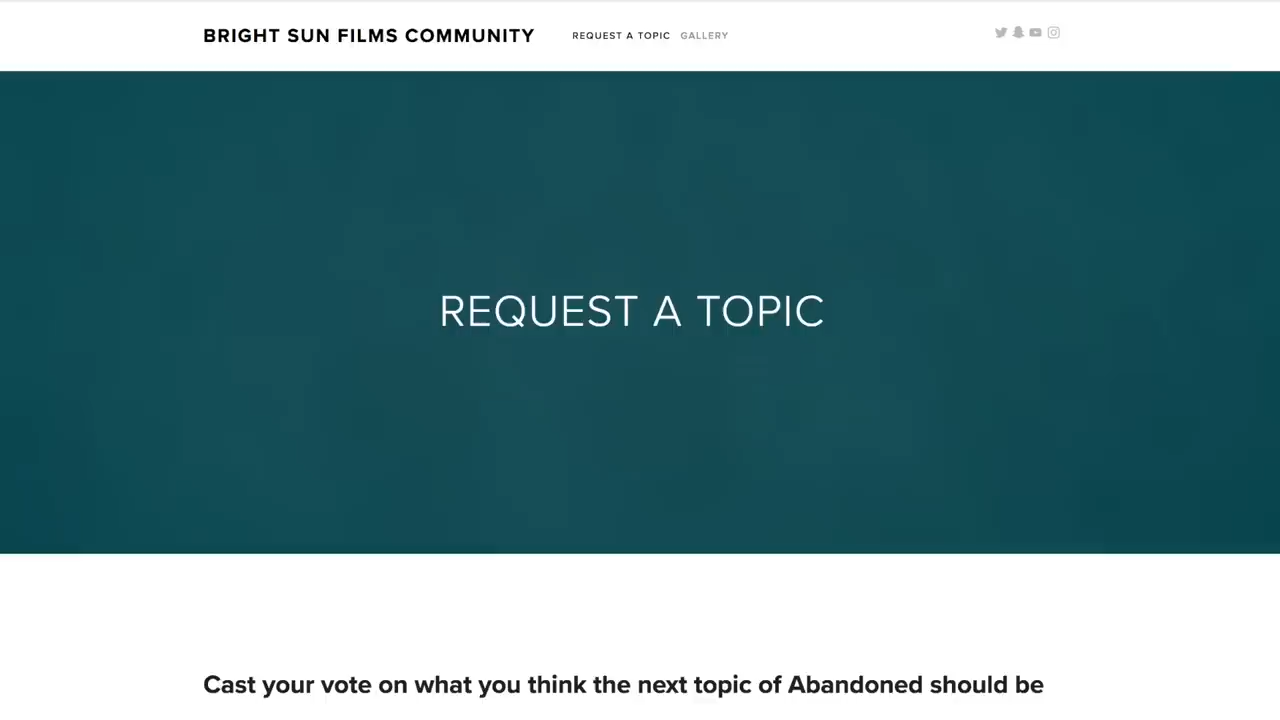 BRIGHT SUN FILMS COMMUNITY REQUEST A TOPIC GALLERY
REQUEST A TOPIC
Cast your vote on what you think the next topic of Abandoned should be